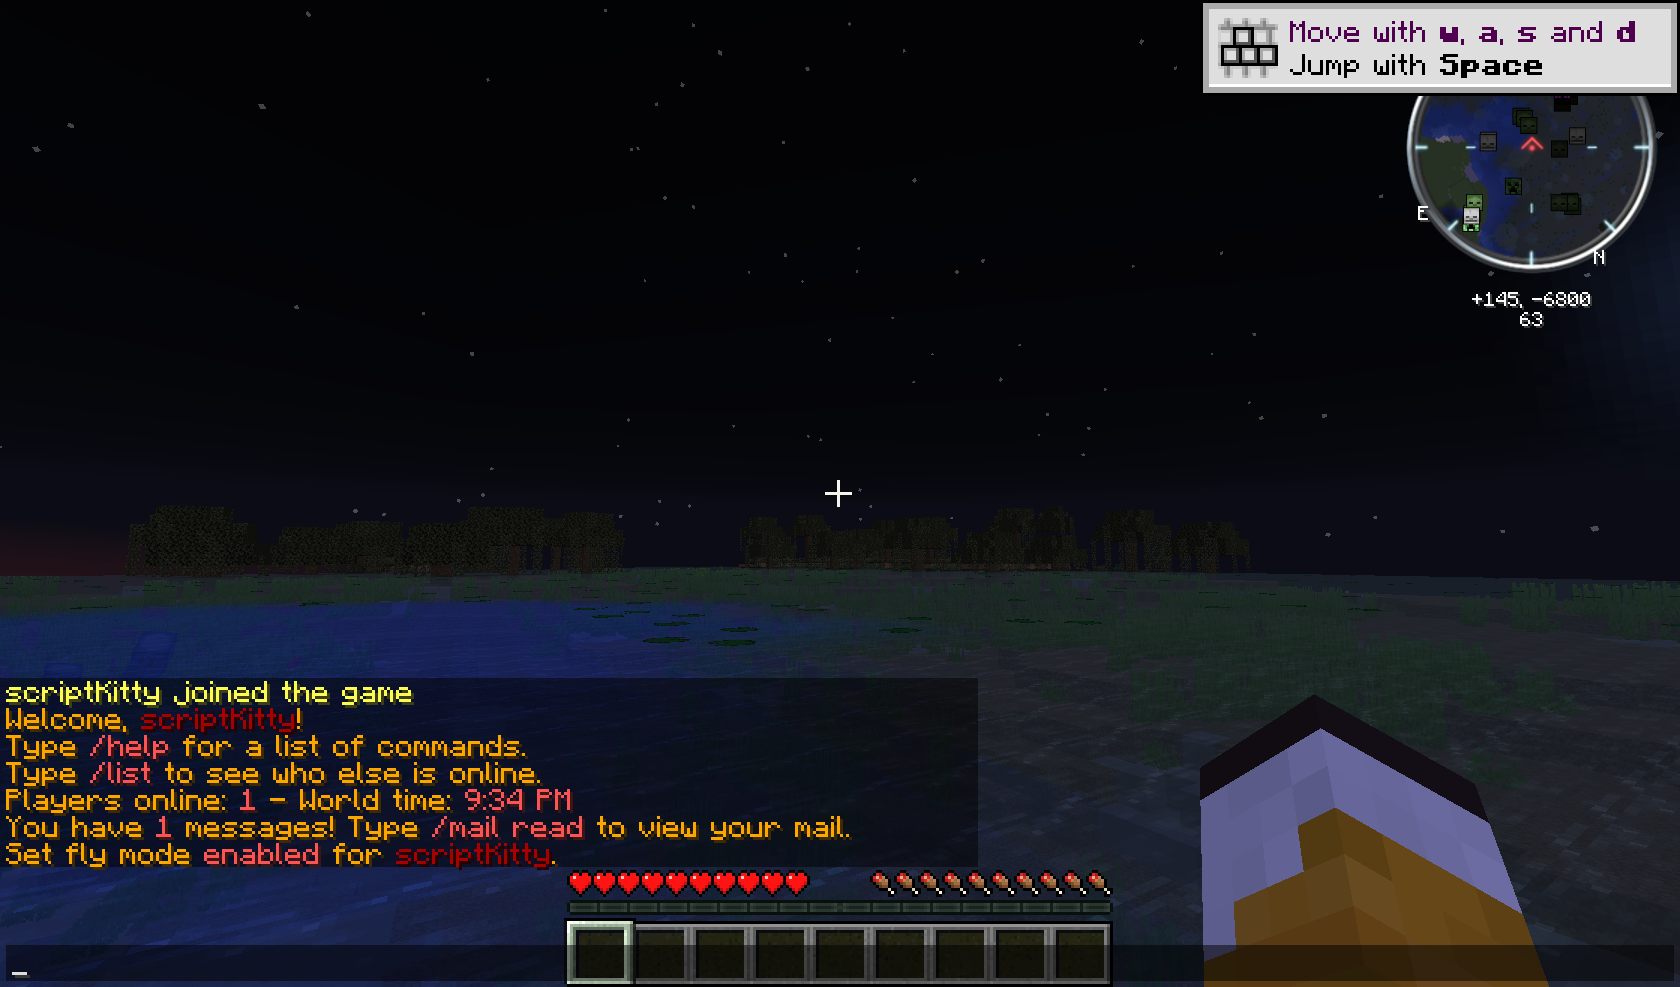 Move with w, a, s and d
Jump with Space
E
N
+145, -6800
63
scriptKitty joined the game
Welcome, scriptKitty!
Type /help for a list of commands.
Type /list to see who else is online.
Players online: 1 - World time: 9:34 PM
You have 1 messages! Type /mail read to view your mail.
Set fly mode enabled for scriptKitty.
_